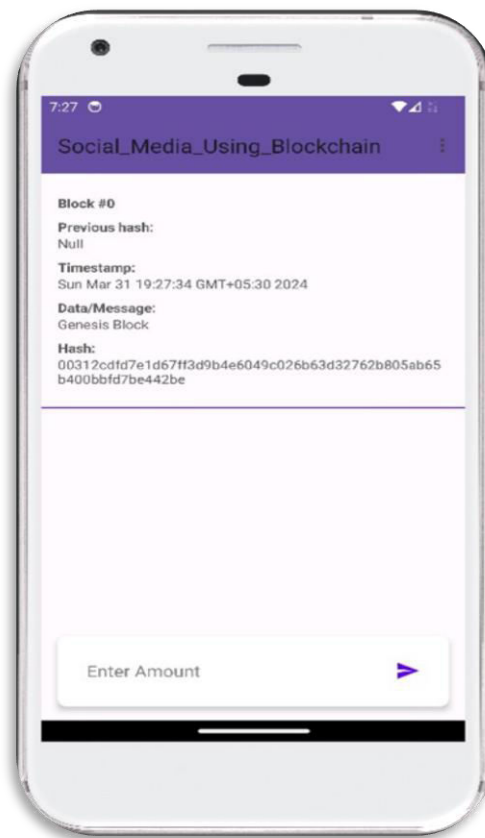 7:27
Social_Media_Using_Blockchain
Block #0
Previous hash:
Null
Timestamp:
Sun Mar 31 19:27:34 GMT+05:30 2024
Data/Message:
Genesis Block
Hash:
00312cdfd7e1d67ff3d9b4e6049c026b63d32762b805ab65
b400bbfd7be442be
Enter Amount